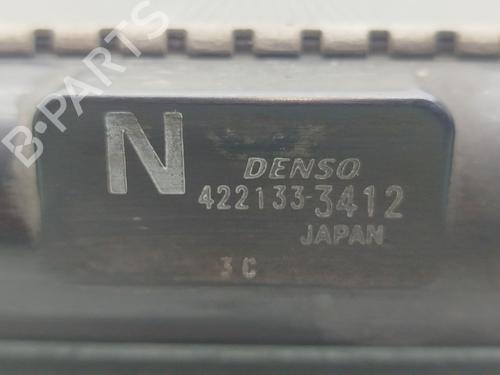 B-PARTS
N
DENSO
422133-3412
JAPAN
3C